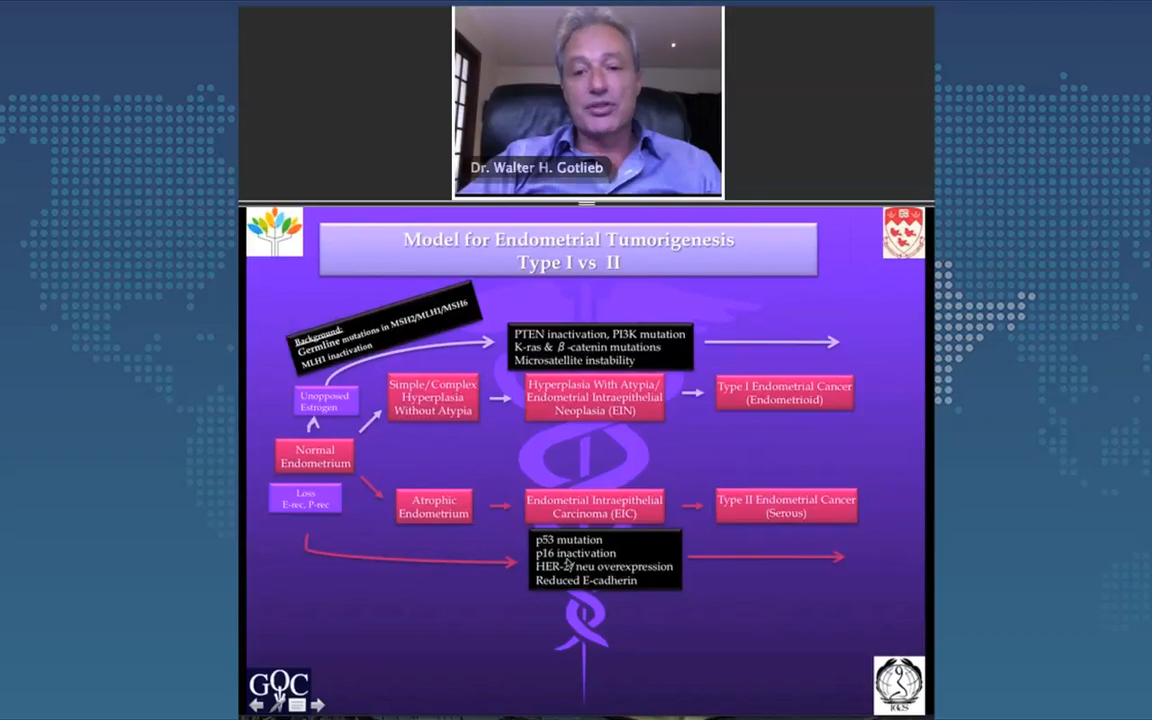 Dr. Walter H. Gotlieb
Model for Endometrial Tumorigenesis
Type I vs II
Background:
Germline mutations in MSH2/MLH1/MSH6
MLH1 inactivation
PTEN inactivation, PI3K mutation
K-ras & β-catenin mutations
Microsatellite instability
Unopposed
Estrogen
Simple/Complex
Hyperplasia
Without Atypia
Hyperplasia With Atypia/
Endometrial Intraepithelial
Neoplasia (EIN)
Type I Endometrial Cancer
(Endometrioid)
Normal
Endometrium
Loss
E-rec, P-rec
Atrophic
Endometrium
Endometrial Intraepithelial
Carcinoma (EIC)
Type II Endometrial Cancer
(Serous)
p53 mutation
p16 inactivation
HER-2/neu overexpression
Reduced E-cadherin
GOC
IGCS